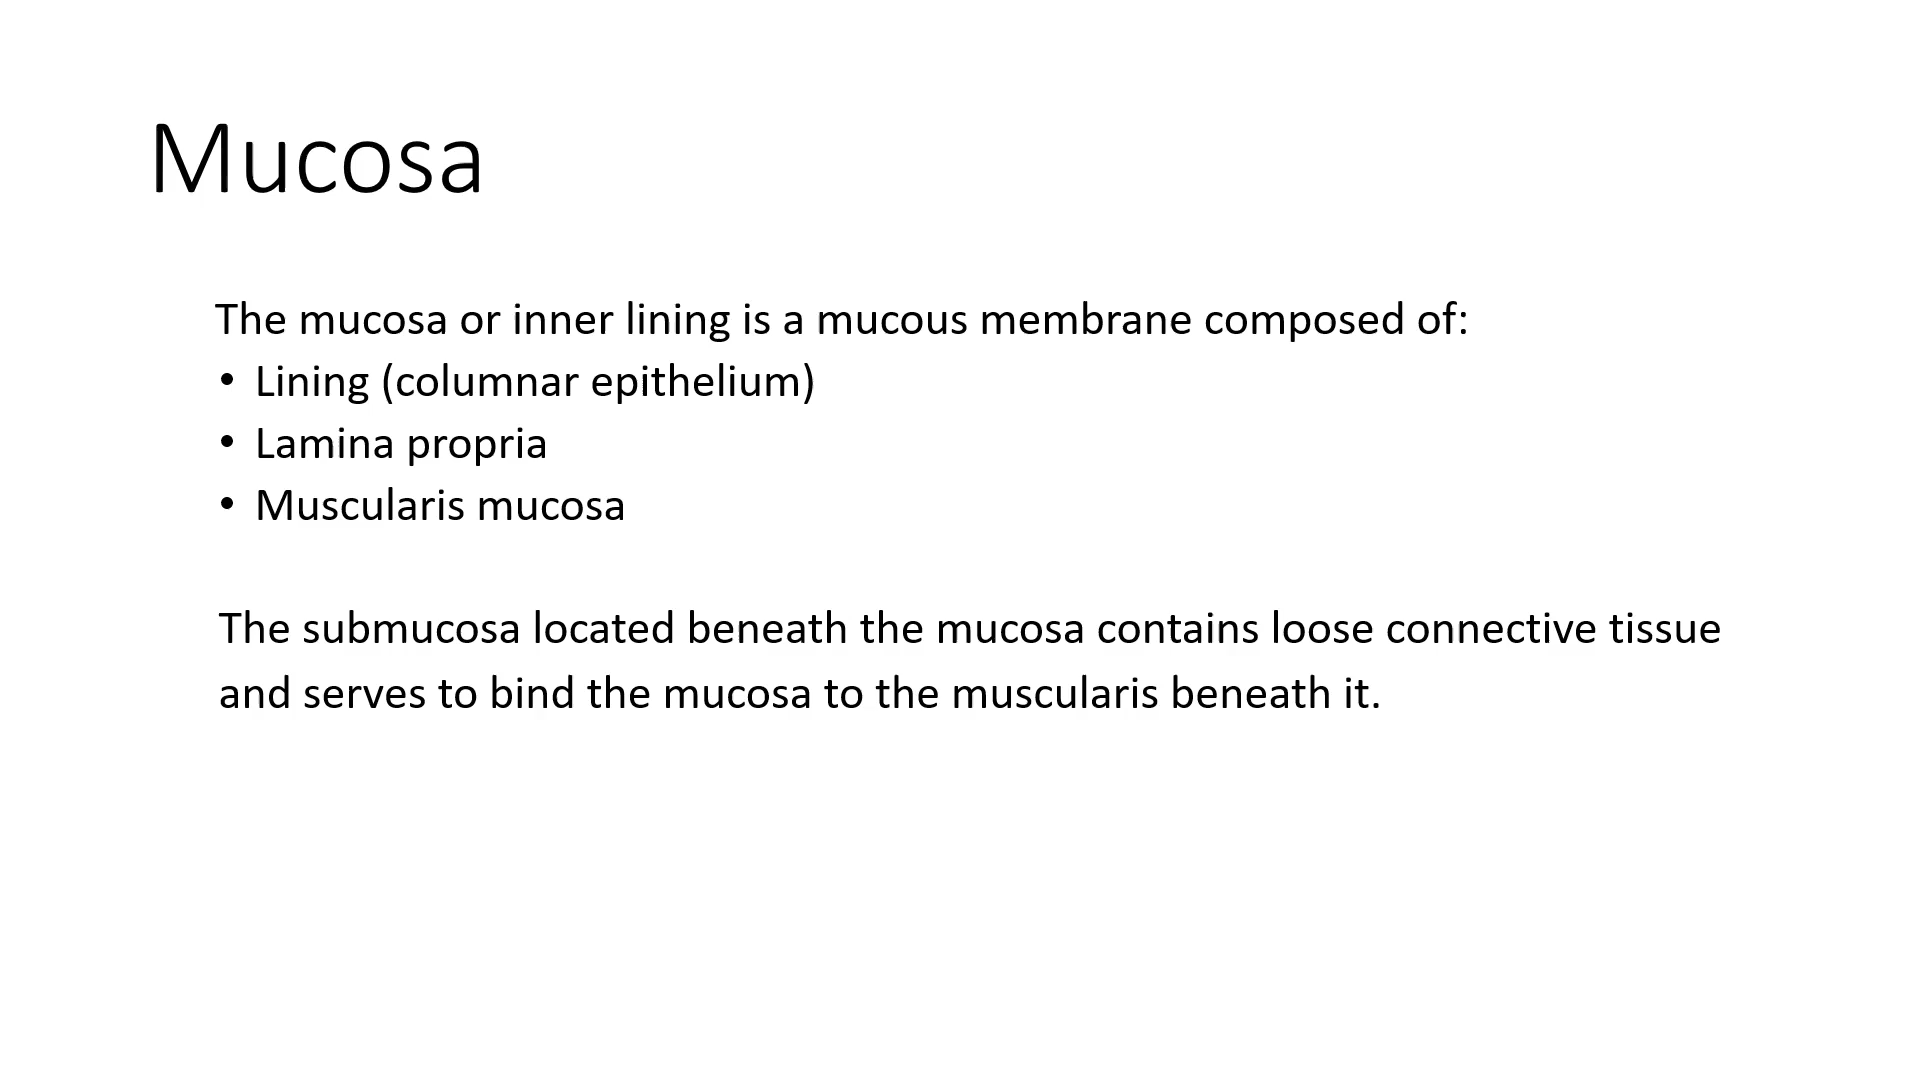 Mucosa
The mucosa or inner lining is a mucous membrane composed of:
• Lining (columnar epithelium)
• Lamina propria
• Muscularis mucosa
The submucosa located beneath the mucosa contains loose connective tissue
and serves to bind the mucosa to the muscularis beneath it.